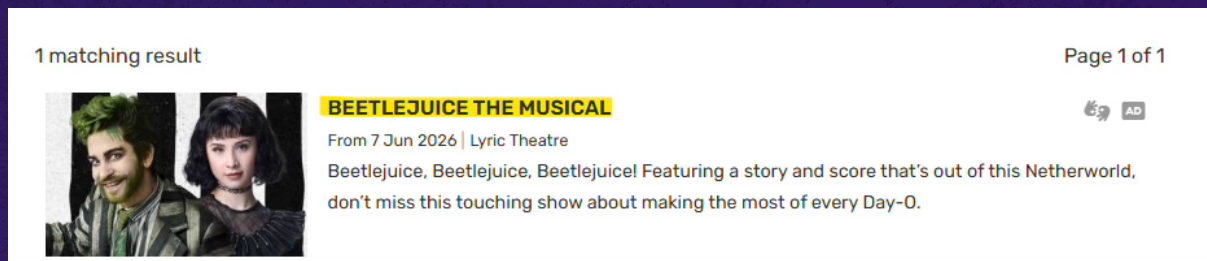 1 matching result
Page 1 of 1
BEETLEJUICE THE MUSICAL
AD
From 7 Jun 2026 | Lyric Theatre
Beetlejuice, Beetlejuice, Beetlejuice! Featuring a story and score that's out of this Netherworld,
don't miss this touching show about making the most of every Day-O.